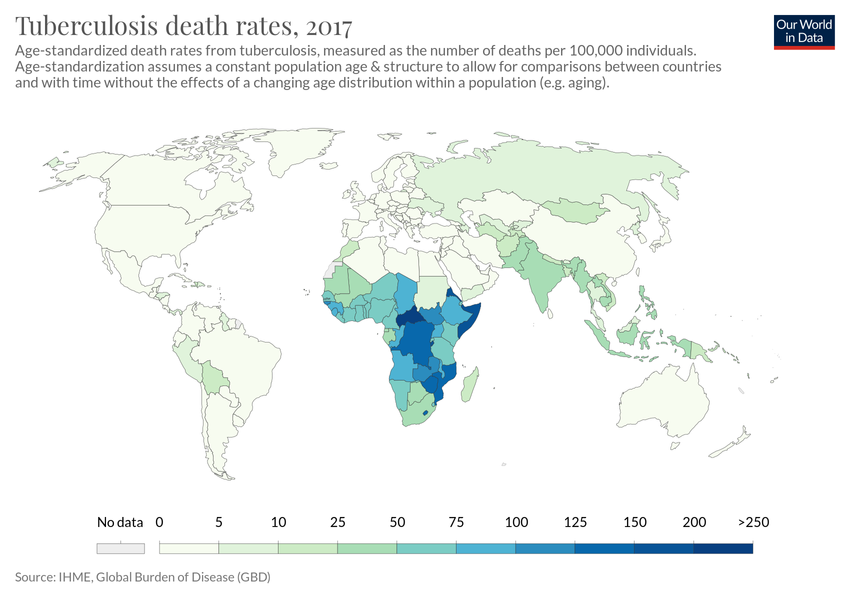 Tuberculosis death rates, 2017
Our World
in Data
Age-standardized death rates from tuberculosis, measured as the number of deaths per 100,000 individuals.
Age-standardization assumes a constant population age & structure to allow for comparisons between countries
and with time without the effects of a changing age distribution within a population (e.g. aging).
No data 0 5 10 25 50 75 100 125 150 200 >250
Source: IHME, Global Burden of Disease (GBD)